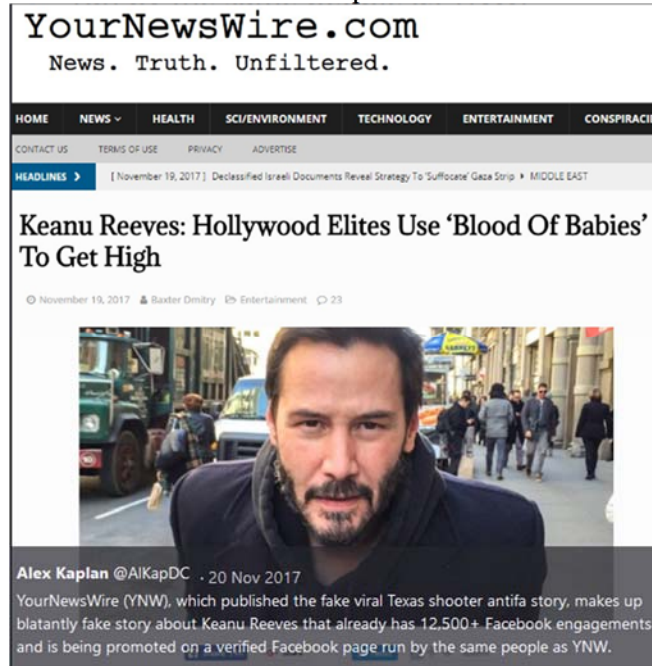 YourNewsWire.com
News. Truth. Unfiltered.
HOME NEWS HEALTH SCI/ENVIRONMENT TECHNOLOGY ENTERTAINMENT CONSPIRACI
CONTACT US TERMS OF USE PRIVACY ADVERTISE
HEADLINES [ November 19, 2017 ] Declassified Israeli Documents Reveal Strategy To 'Suffocate' Gaza Strip MIDDLE EAST
Keanu Reeves: Hollywood Elites Use ‘Blood Of Babies’
To Get High
November 19, 2017 Baxter Dmitry Entertainment 23
Alex Kaplan @AlKapDC · 20 Nov 2017
YourNewsWire (YNW), which published the fake viral Texas shooter antifa story, makes up
blatantly fake story about Keanu Reeves that already has 12,500+ Facebook engagements
and is being promoted on a verified Facebook page run by the same people as YNW.